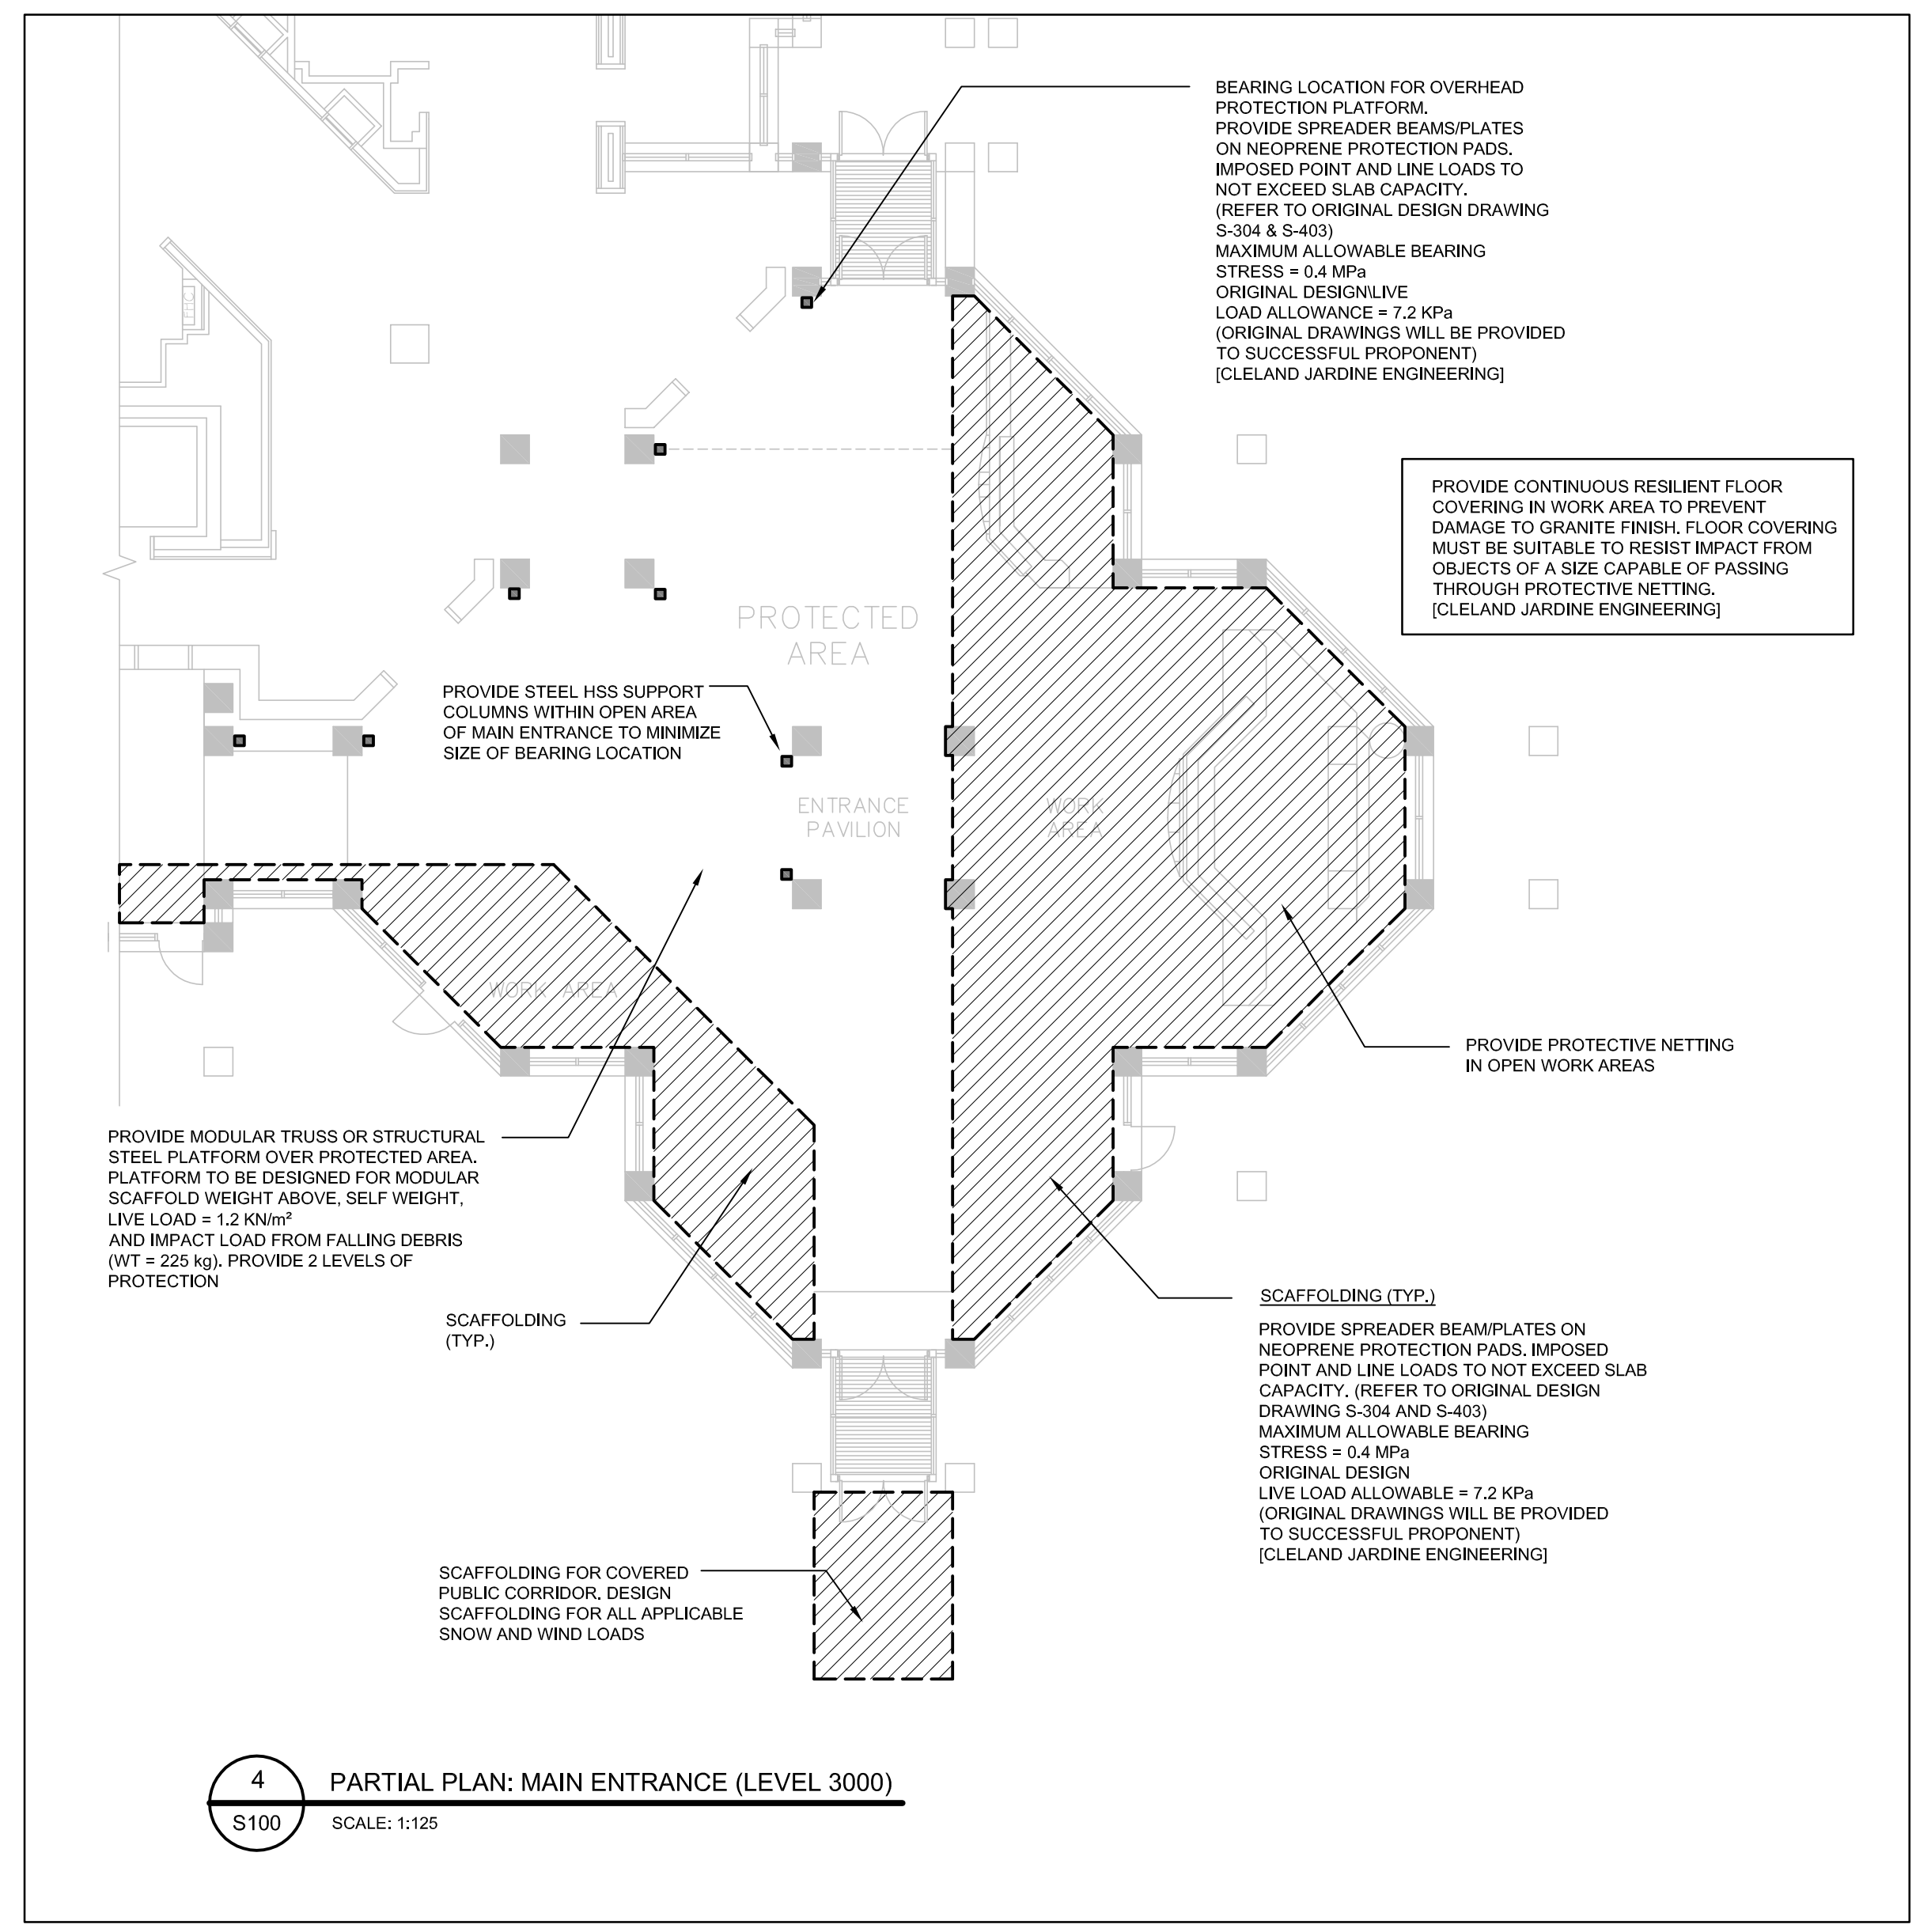 BEARING LOCATION FOR OVERHEAD
PROTECTION PLATFORM.
PROVIDE SPREADER BEAMS/PLATES
ON NEOPRENE PROTECTION PADS.
IMPOSED POINT AND LINE LOADS TO
NOT EXCEED SLAB CAPACITY.
(REFER TO ORIGINAL DESIGN DRAWING
S-304 & S-403)
MAXIMUM ALLOWABLE BEARING
STRESS = 0.4 MPa
ORIGINAL DESIGN\LIVE
LOAD ALLOWANCE = 7.2 KPa
(ORIGINAL DRAWINGS WILL BE PROVIDED
TO SUCCESSFUL PROPONENT)
[CLELAND JARDINE ENGINEERING]
FHC
PROVIDE CONTINUOUS RESILIENT FLOOR
COVERING IN WORK AREA TO PREVENT
DAMAGE TO GRANITE FINISH. FLOOR COVERING
MUST BE SUITABLE TO RESIST IMPACT FROM
OBJECTS OF A SIZE CAPABLE OF PASSING
THROUGH PROTECTIVE NETTING.
[CLELAND JARDINE ENGINEERING]
PROTECTED
AREA
PROVIDE STEEL HSS SUPPORT
COLUMNS WITHIN OPEN AREA
OF MAIN ENTRANCE TO MINIMIZE
SIZE OF BEARING LOCATION
ENTRANCE
PAVILION
WORK
AREA
WORK AREA
PROVIDE PROTECTIVE NETTING
IN OPEN WORK AREAS
PROVIDE MODULAR TRUSS OR STRUCTURAL
STEEL PLATFORM OVER PROTECTED AREA.
PLATFORM TO BE DESIGNED FOR MODULAR
SCAFFOLD WEIGHT ABOVE, SELF WEIGHT,
LIVE LOAD = 1.2 KN/m²
AND IMPACT LOAD FROM FALLING DEBRIS
(WT = 225 kg). PROVIDE 2 LEVELS OF
PROTECTION
SCAFFOLDING
(TYP.)
SCAFFOLDING (TYP.)
PROVIDE SPREADER BEAM/PLATES ON
NEOPRENE PROTECTION PADS. IMPOSED
POINT AND LINE LOADS TO NOT EXCEED SLAB
CAPACITY. (REFER TO ORIGINAL DESIGN
DRAWING S-304 AND S-403)
MAXIMUM ALLOWABLE BEARING
STRESS = 0.4 MPa
ORIGINAL DESIGN
LIVE LOAD ALLOWABLE = 7.2 KPa
(ORIGINAL DRAWINGS WILL BE PROVIDED
TO SUCCESSFUL PROPONENT)
[CLELAND JARDINE ENGINEERING]
SCAFFOLDING FOR COVERED
PUBLIC CORRIDOR. DESIGN
SCAFFOLDING FOR ALL APPLICABLE
SNOW AND WIND LOADS
4
S100
PARTIAL PLAN: MAIN ENTRANCE (LEVEL 3000)
SCALE: 1:125